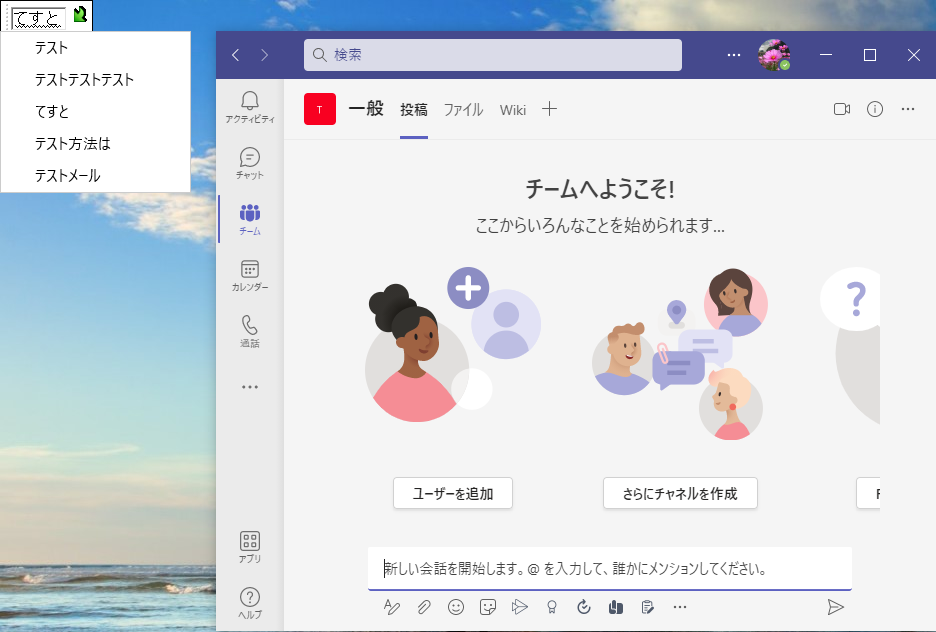 てすと
テスト
テストテストテスト
てすと
テスト方法は
テストメール
検索
アクティビティ
チャット
チーム
カレンダー
通話
アプリ
ヘルプ
T
一般 投稿 ファイル Wiki
チームへようこそ!
ここからいろんなことを始められます...
ユーザーを追加
さらにチャネルを作成
新しい会話を開始します。@ を入力して、誰かにメンションしてください。